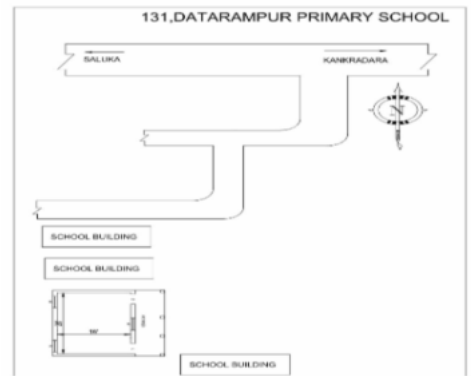 131,DATARAMPUR PRIMARY SCHOOL
SALUKA
KANKRADARA
N
SCHOOL BUILDING
SCHOOL BUILDING
SCHOOL BUILDING